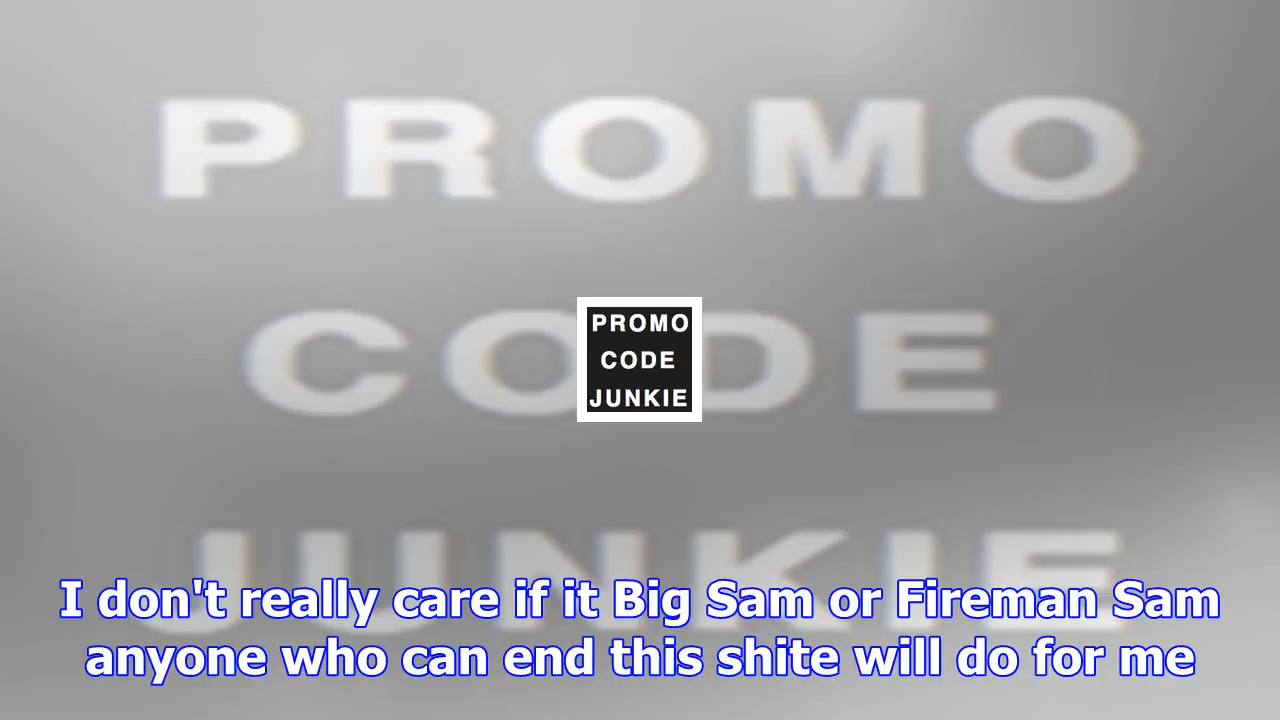 PROMO
CODE
JUNKIE
PROMO
CODE
JUNKIE
I don't really care if it Big Sam or Fireman Sam
anyone who can end this shite will do for me